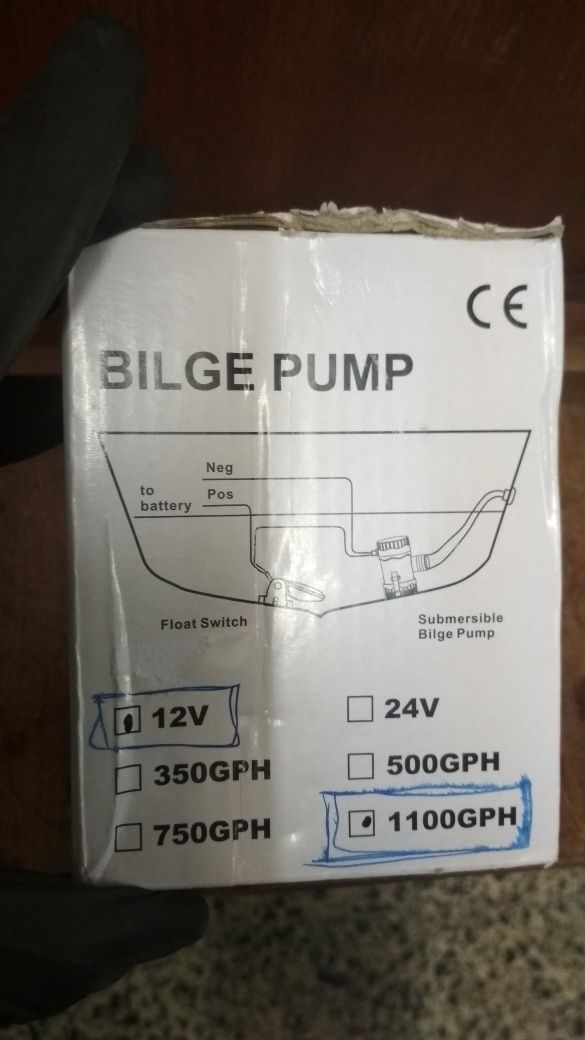 CE
BILGE PUMP
Neg
to
battery
Pos
Float Switch
Submersible
Bilge Pump
12V
24V
350GPH
500GPH
750GPH
1100GPH